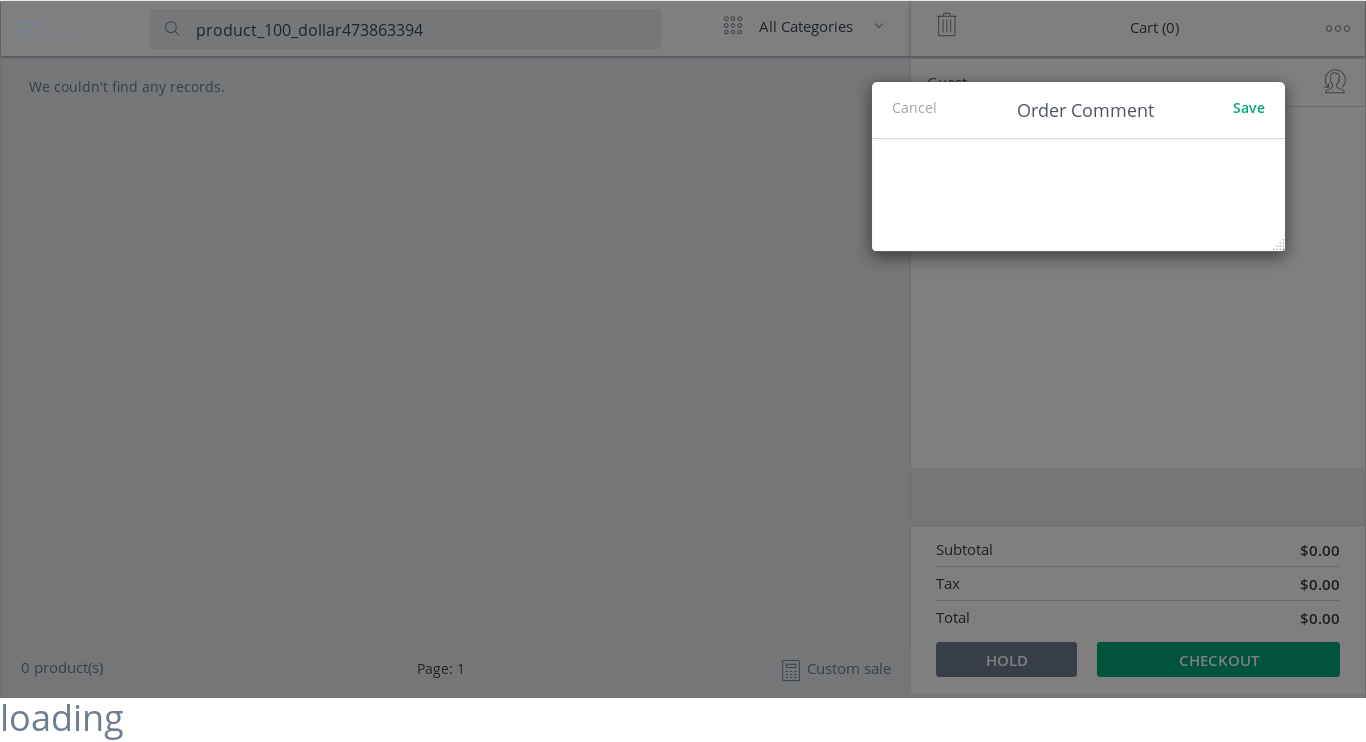 product_100_dollar473863394
All Categories
Cart (0)
We couldn't find any records.
Guest
Cancel
Order Comment
Save
Subtotal
$0.00
Tax
$0.00
Total
$0.00
HOLD
CHECKOUT
0 product(s)
Page: 1
Custom sale
loading